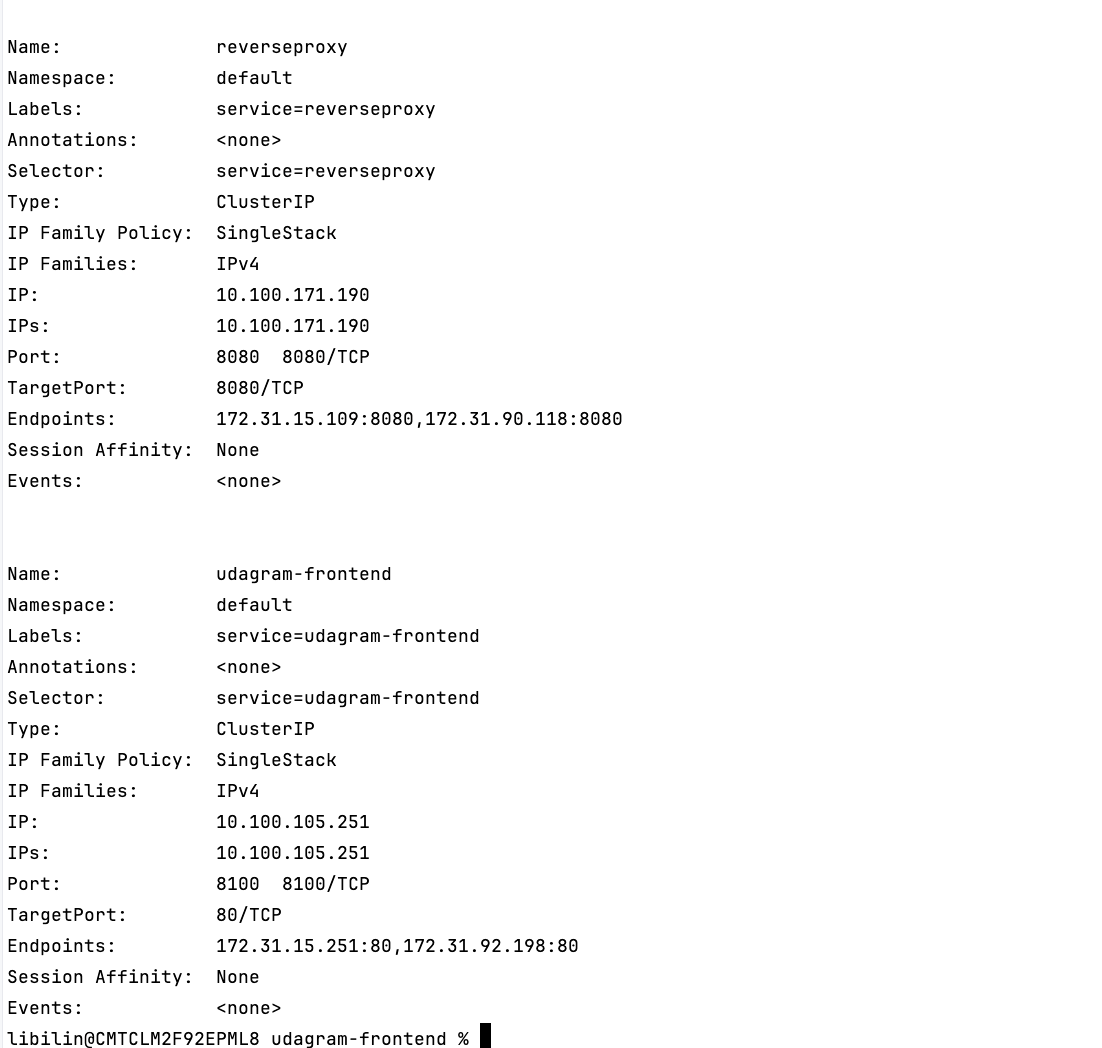 Name:              reverseproxy
Namespace:         default
Labels:            service=reverseproxy
Annotations:       <none>
Selector:          service=reverseproxy
Type:              ClusterIP
IP Family Policy:  SingleStack
IP Families:       IPv4
IP:                10.100.171.190
IPs:               10.100.171.190
Port:              8080  8080/TCP
TargetPort:        8080/TCP
Endpoints:         172.31.15.109:8080,172.31.90.118:8080
Session Affinity:  None
Events:            <none>
Name:              udagram-frontend
Namespace:         default
Labels:            service=udagram-frontend
Annotations:       <none>
Selector:          service=udagram-frontend
Type:              ClusterIP
IP Family Policy:  SingleStack
IP Families:       IPv4
IP:                10.100.105.251
IPs:               10.100.105.251
Port:              8100  8100/TCP
TargetPort:        80/TCP
Endpoints:         172.31.15.251:80,172.31.92.198:80
Session Affinity:  None
Events:            <none>
libilin@CMTCLM2F92EPML8 udagram-frontend %